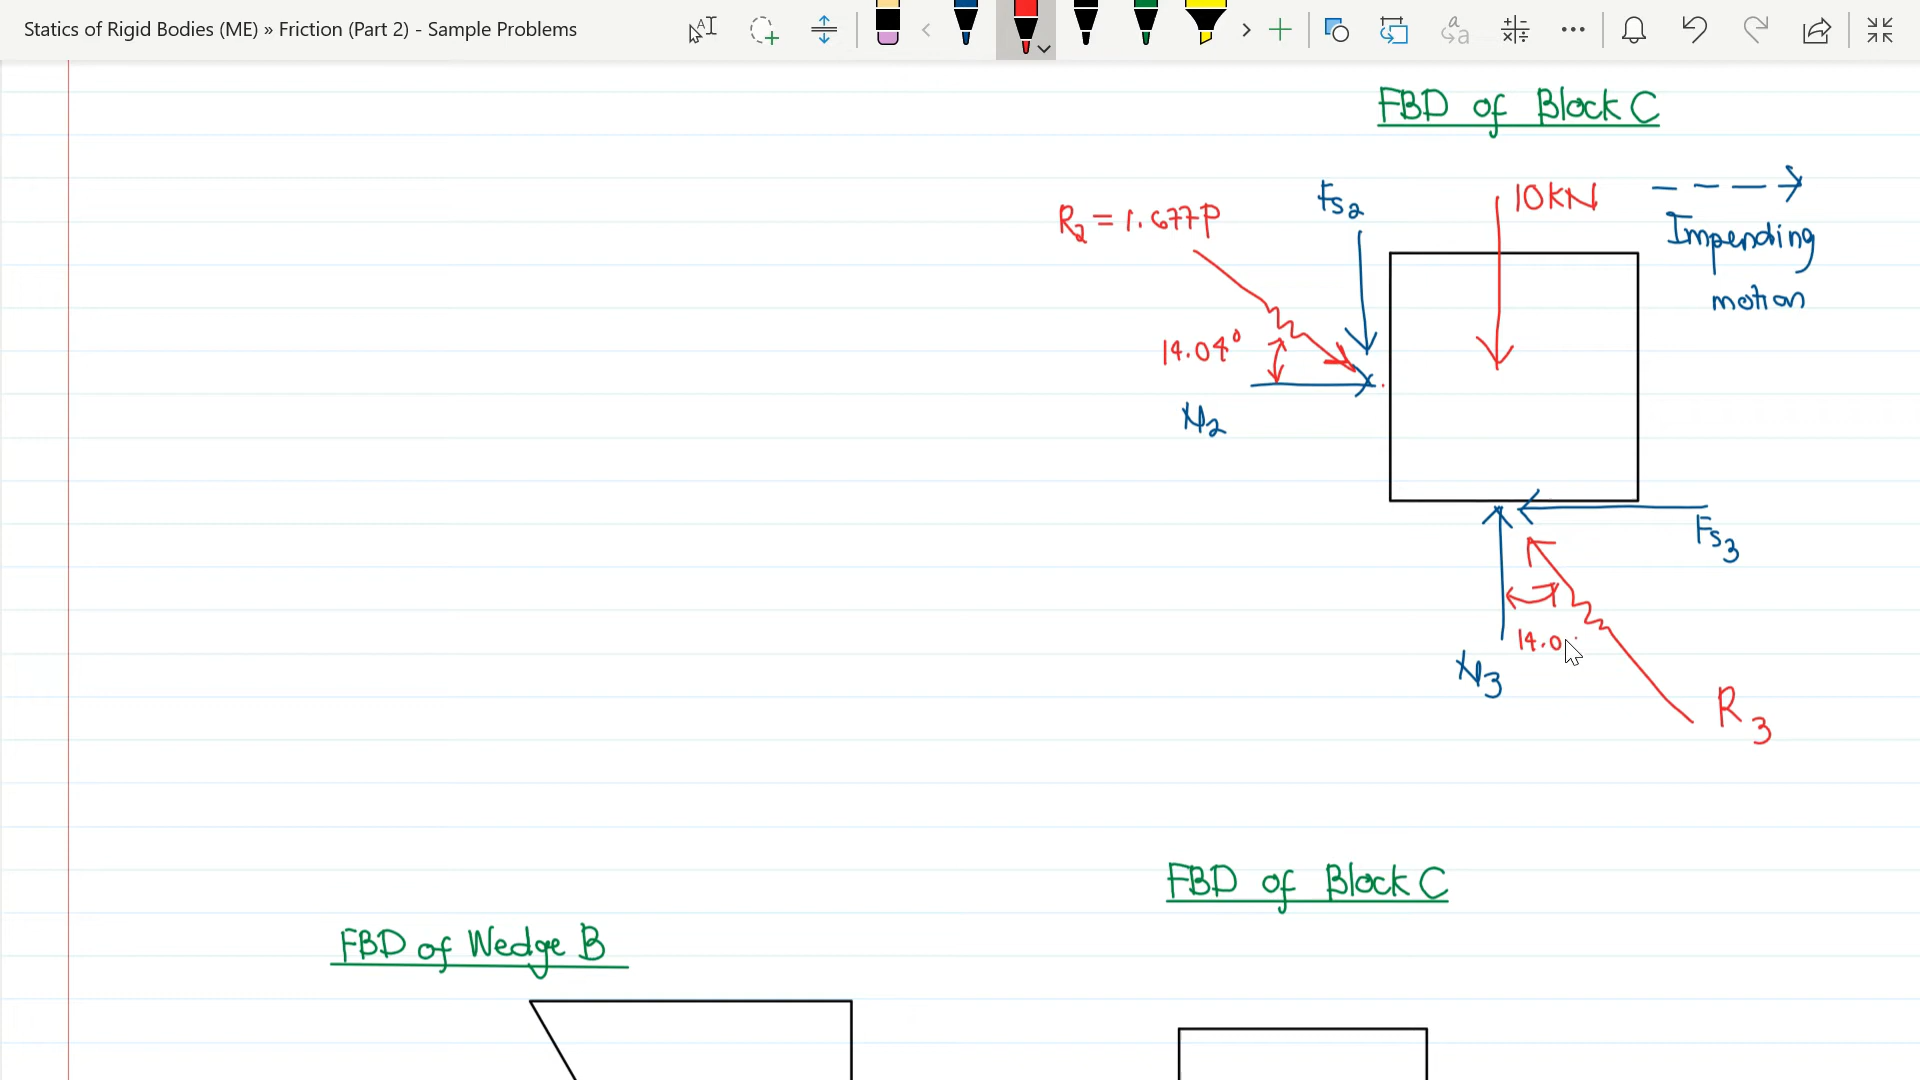 Statics of Rigid Bodies (ME) » Friction (Part 2) - Sample Problems
FBD of Block C
Fs2
10KN
R2 = 1.677P
Impending
motion
14.04°
N2
Fs3
14.0
N3
R3
FBD of Block C
FBD of Wedge B